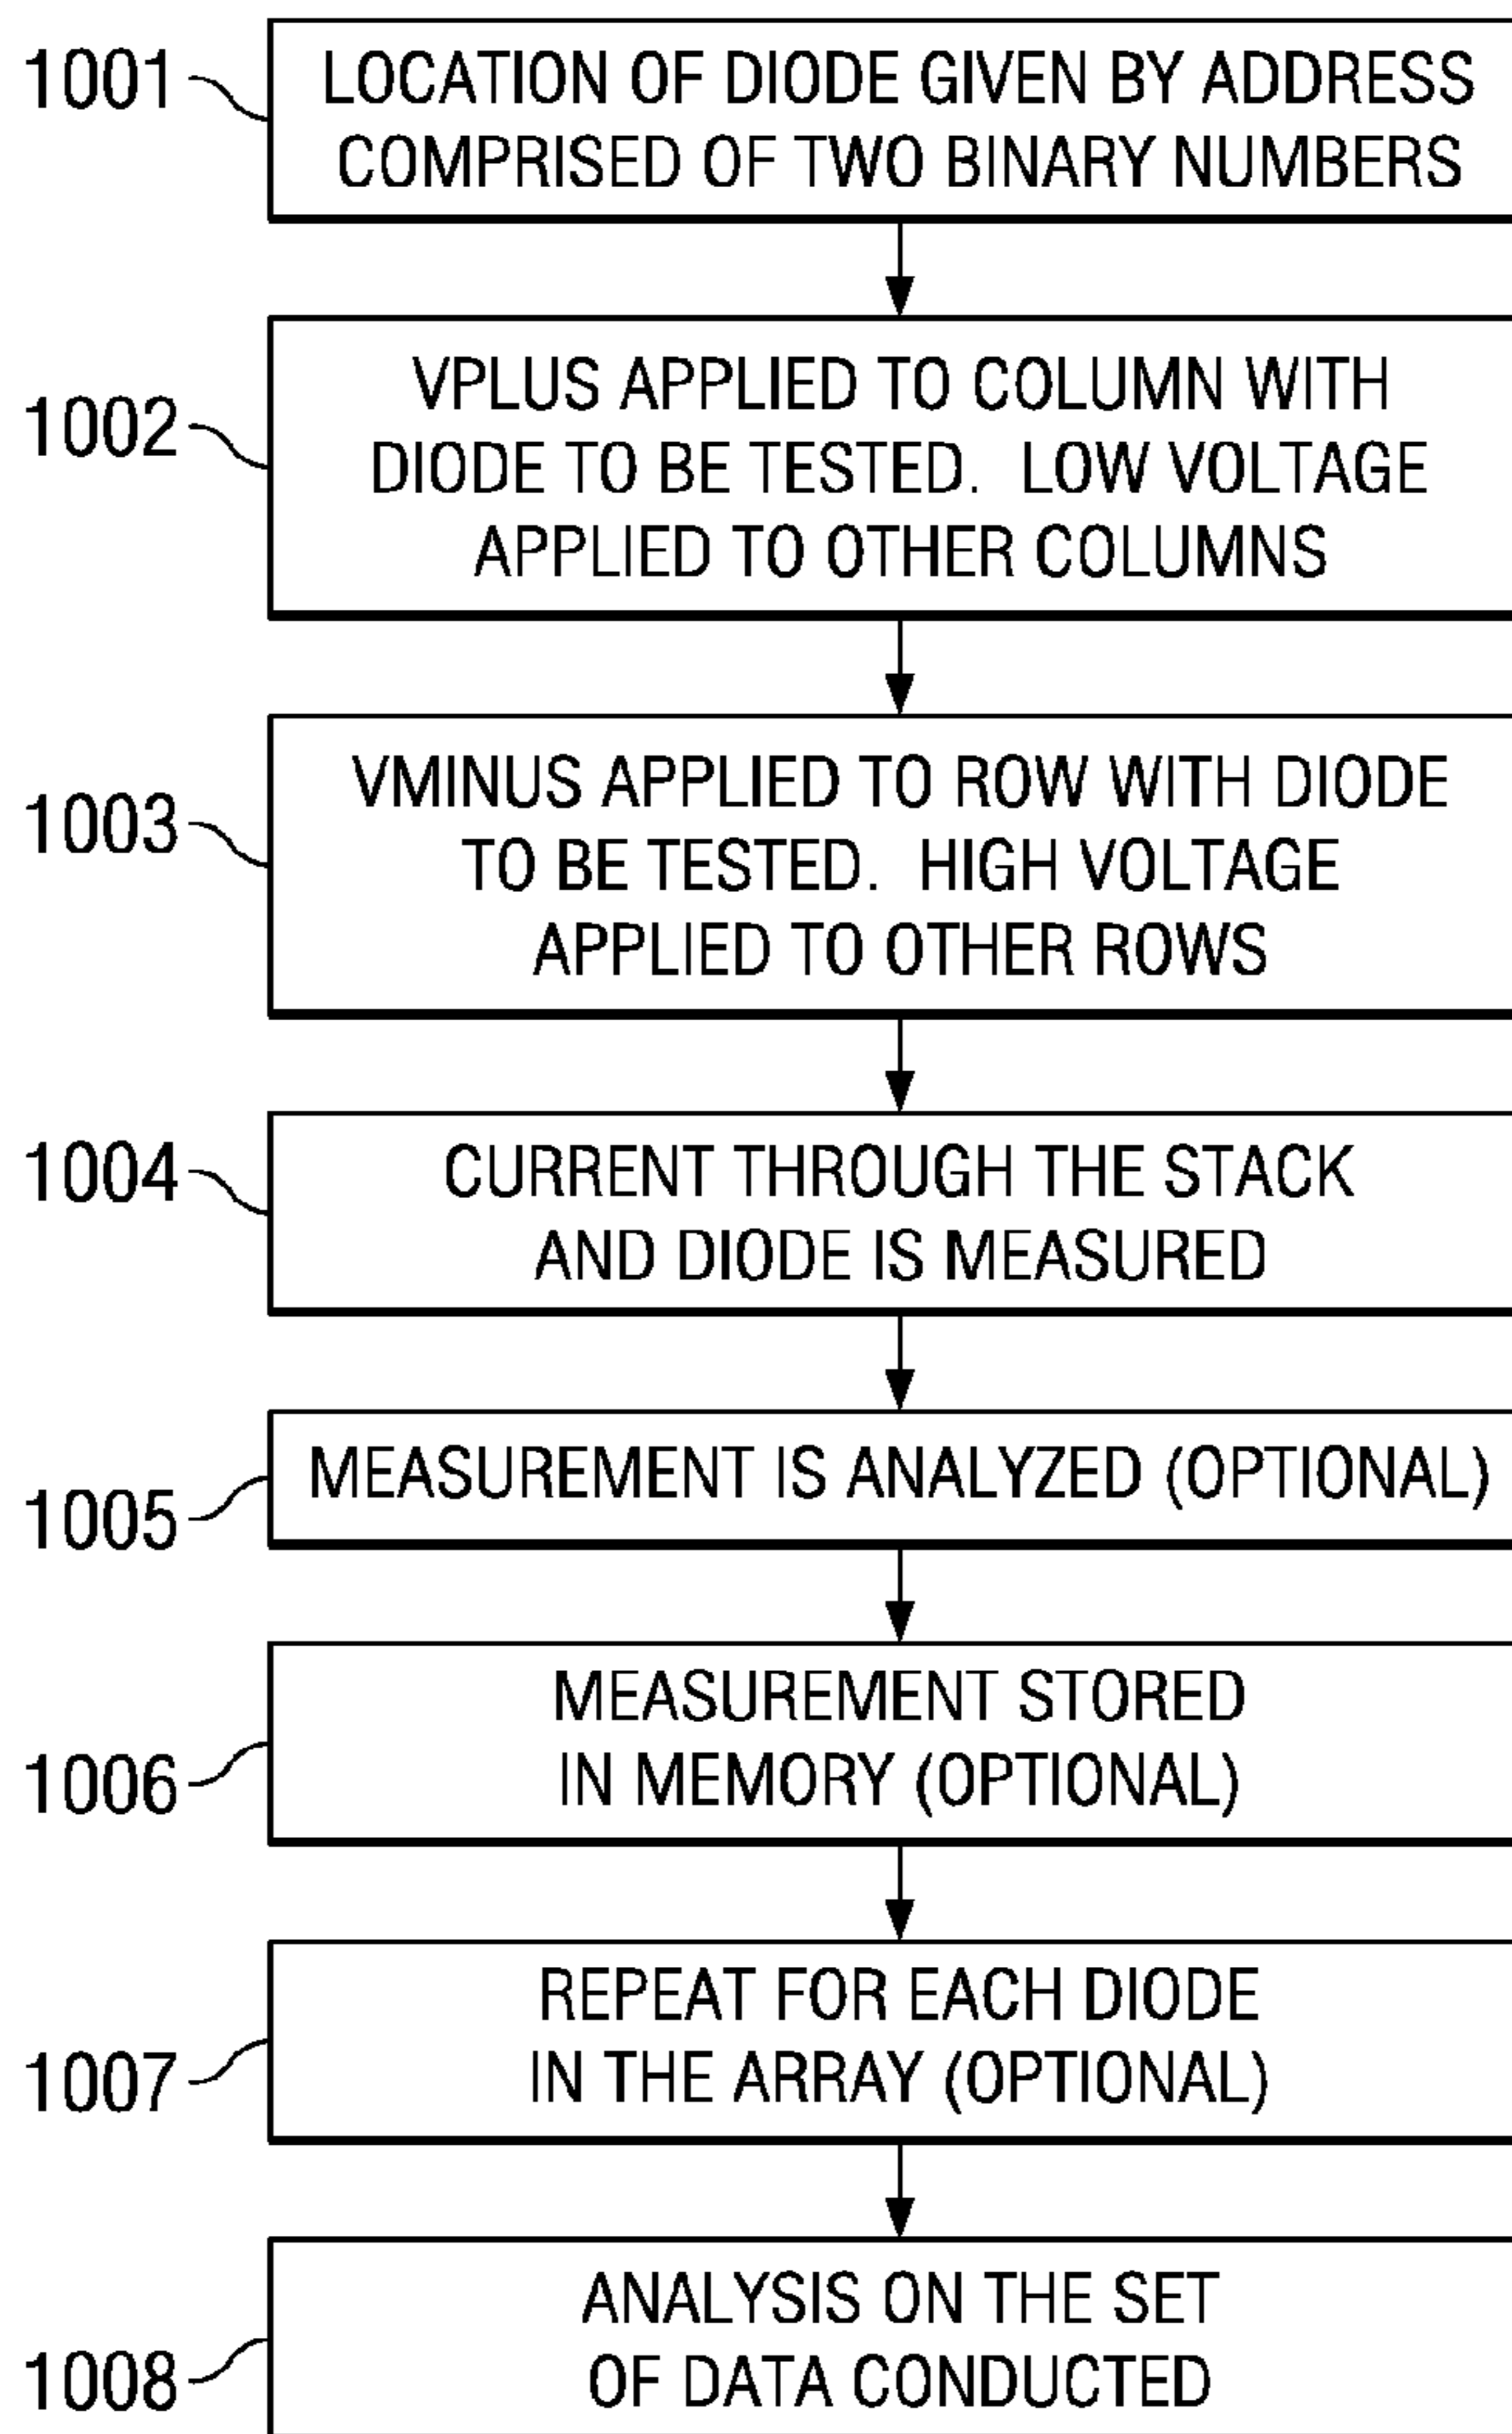 1001
LOCATION OF DIODE GIVEN BY ADDRESS
COMPRISED OF TWO BINARY NUMBERS
1002
VPLUS APPLIED TO COLUMN WITH
DIODE TO BE TESTED. LOW VOLTAGE
APPLIED TO OTHER COLUMNS
1003
VMINUS APPLIED TO ROW WITH DIODE
TO BE TESTED. HIGH VOLTAGE
APPLIED TO OTHER ROWS
1004
CURRENT THROUGH THE STACK
AND DIODE IS MEASURED
1005
MEASUREMENT IS ANALYZED (OPTIONAL)
1006
MEASUREMENT STORED
IN MEMORY (OPTIONAL)
1007
REPEAT FOR EACH DIODE
IN THE ARRAY (OPTIONAL)
1008
ANALYSIS ON THE SET
OF DATA CONDUCTED